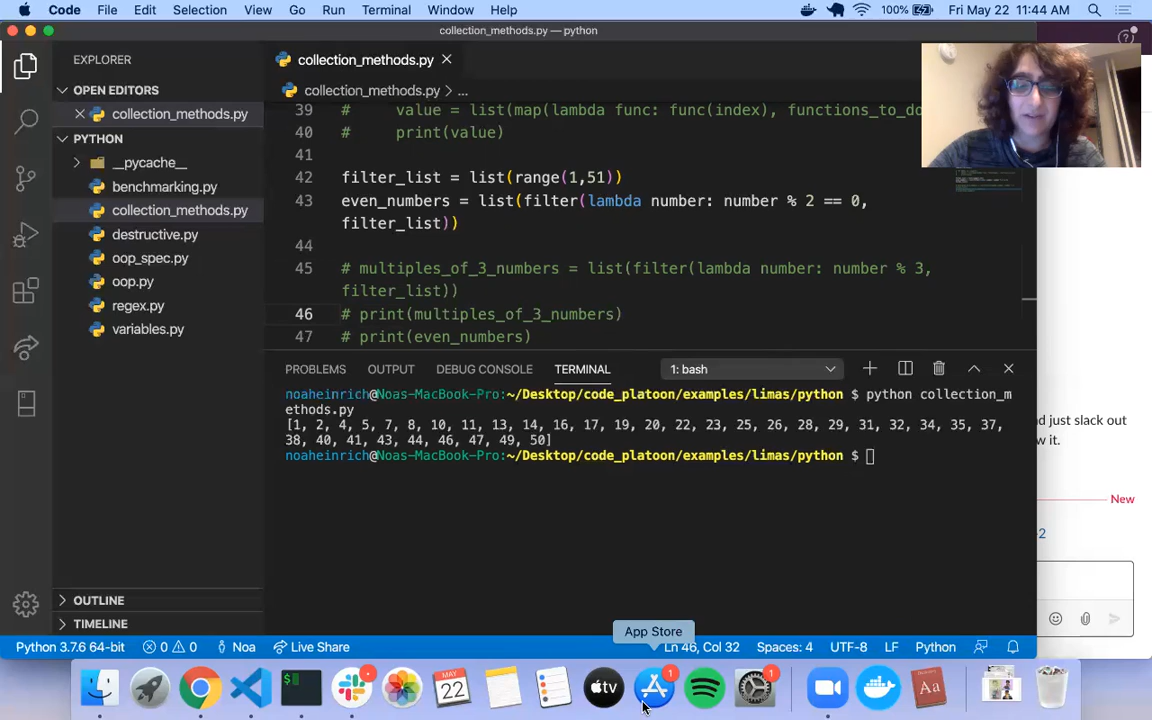 Code File Edit Selection View Go Run Terminal Window Help 100% Fri May 22 11:44 AM
collection_methods.py — python
EXPLORER
OPEN EDITORS
collection_methods.py
PYTHON
__pycache__
benchmarking.py
collection_methods.py
destructive.py
oop_spec.py
oop.py
regex.py
variables.py
OUTLINE
TIMELINE
collection_methods.py
collection_methods.py > ...
39 # value = list(map(lambda func: func(index), functions_to_do
40 # print(value)
41
42 filter_list = list(range(1,51))
43 even_numbers = list(filter(lambda number: number % 2 == 0,
filter_list))
44
45 # multiples_of_3_numbers = list(filter(lambda number: number % 3,
filter_list))
46 # print(multiples_of_3_numbers)
47 # print(even_numbers)
PROBLEMS OUTPUT DEBUG CONSOLE TERMINAL 1: bash
noaheinrich@Noas-MacBook-Pro:~/Desktop/code_platoon/examples/limas/python $ python collection_m
ethods.py
[1, 2, 4, 5, 7, 8, 10, 11, 13, 14, 16, 17, 19, 20, 22, 23, 25, 26, 28, 29, 31, 32, 34, 35, 37,
38, 40, 41, 43, 44, 46, 47, 49, 50]
noaheinrich@Noas-MacBook-Pro:~/Desktop/code_platoon/examples/limas/python $
d just slack out
w it.
New
2
App Store
Python 3.7.6 64-bit 0 0 Noa Live Share Ln 46, Col 32 Spaces: 4 UTF-8 LF Python
MAY
22
tv
1
1
Aa